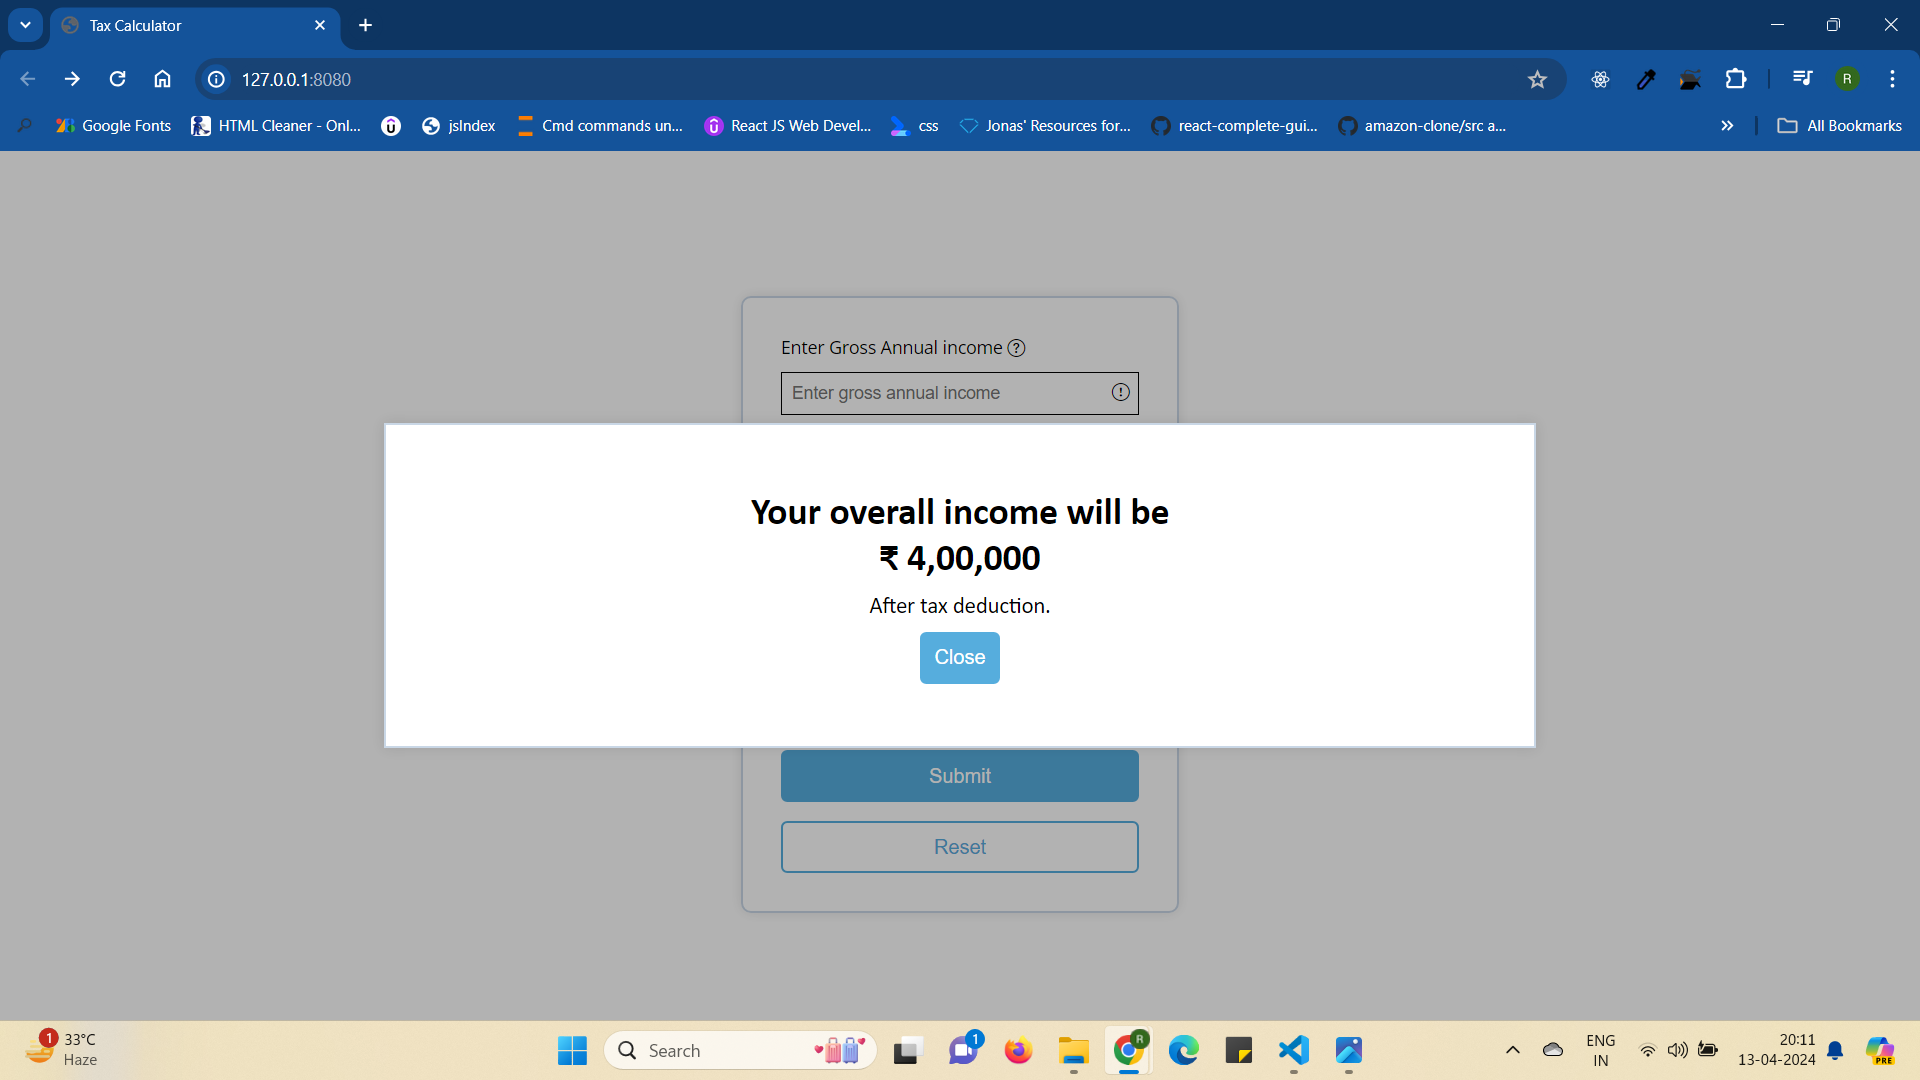 Tax Calculator
127.0.0.1:8080
R
Google Fonts
HTML Cleaner - Onl...
jsIndex
Cmd commands un...
React JS Web Devel...
css
Jonas' Resources for...
react-complete-gui...
amazon-clone/src a...
All Bookmarks
Enter Gross Annual income ?
Enter gross annual income !
Your overall income will be
₹ 4,00,000
After tax deduction.
Close
Submit
Reset
1
33°C
Haze
Search
1
R
ENG
IN
20:11
13-04-2024
PRE